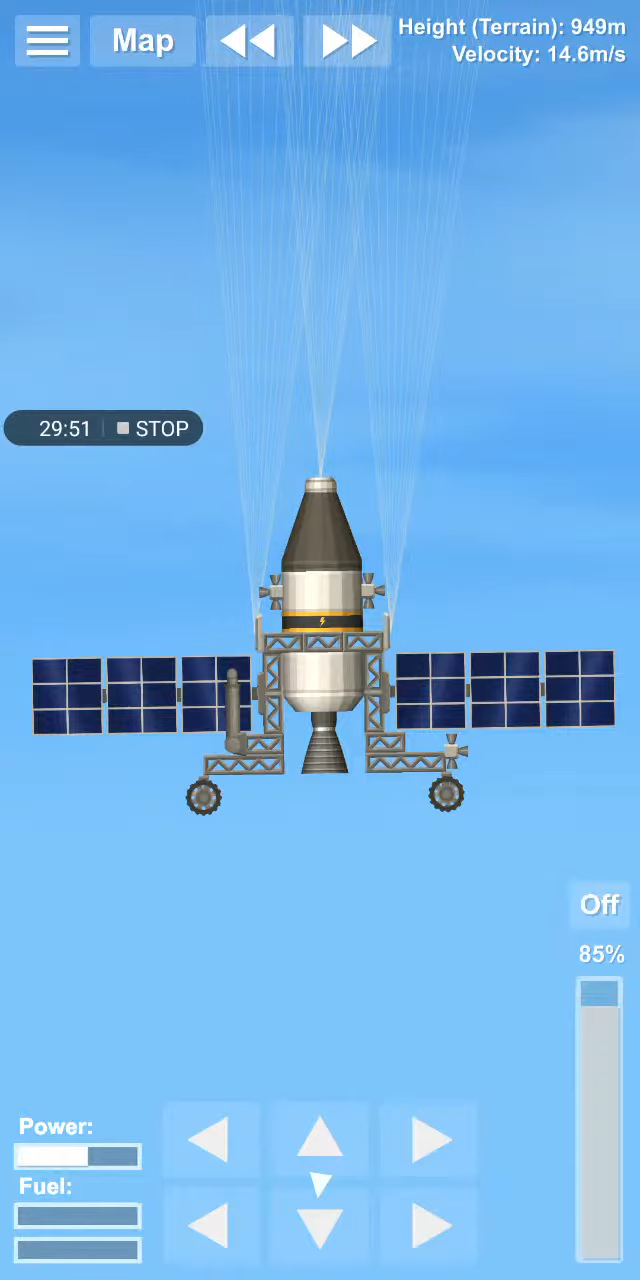 Map
Height (Terrain): 949m
Velocity: 14.6m/s
29:51
STOP
Off
85%
Power:
Fuel: